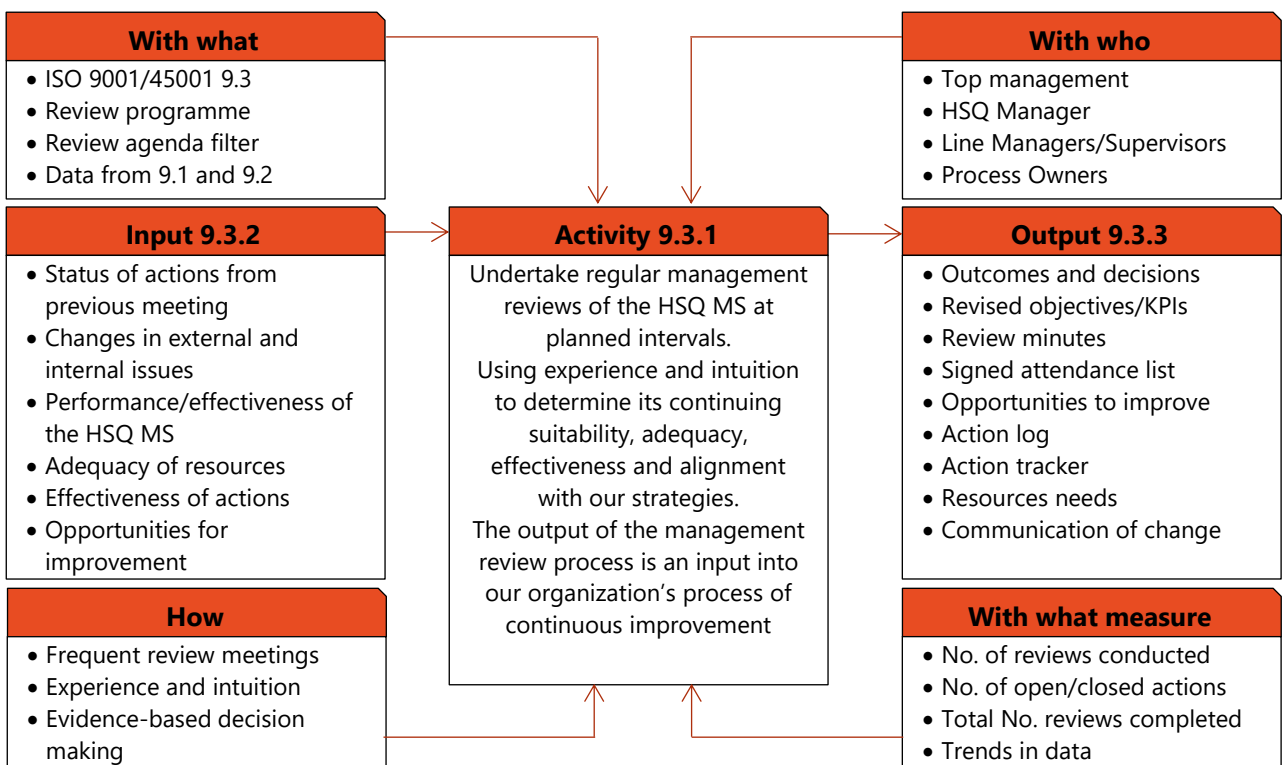 With what
• ISO 9001/45001 9.3
• Review programme
• Review agenda filter
• Data from 9.1 and 9.2
With who
• Top management
• HSQ Manager
• Line Managers/Supervisors
• Process Owners
Input 9.3.2
• Status of actions from
previous meeting
• Changes in external and
internal issues
• Performance/effectiveness of
the HSQ MS
• Adequacy of resources
• Effectiveness of actions
• Opportunities for
improvement
Activity 9.3.1
Undertake regular management
reviews of the HSQ MS at
planned intervals.
Using experience and intuition
to determine its continuing
suitability, adequacy,
effectiveness and alignment
with our strategies.
The output of the management
review process is an input into
our organization’s process of
continuous improvement
Output 9.3.3
• Outcomes and decisions
• Revised objectives/KPIs
• Review minutes
• Signed attendance list
• Opportunities to improve
• Action log
• Action tracker
• Resources needs
• Communication of change
How
• Frequent review meetings
• Experience and intuition
• Evidence-based decision
making
With what measure
• No. of reviews conducted
• No. of open/closed actions
• Total No. reviews completed
• Trends in data